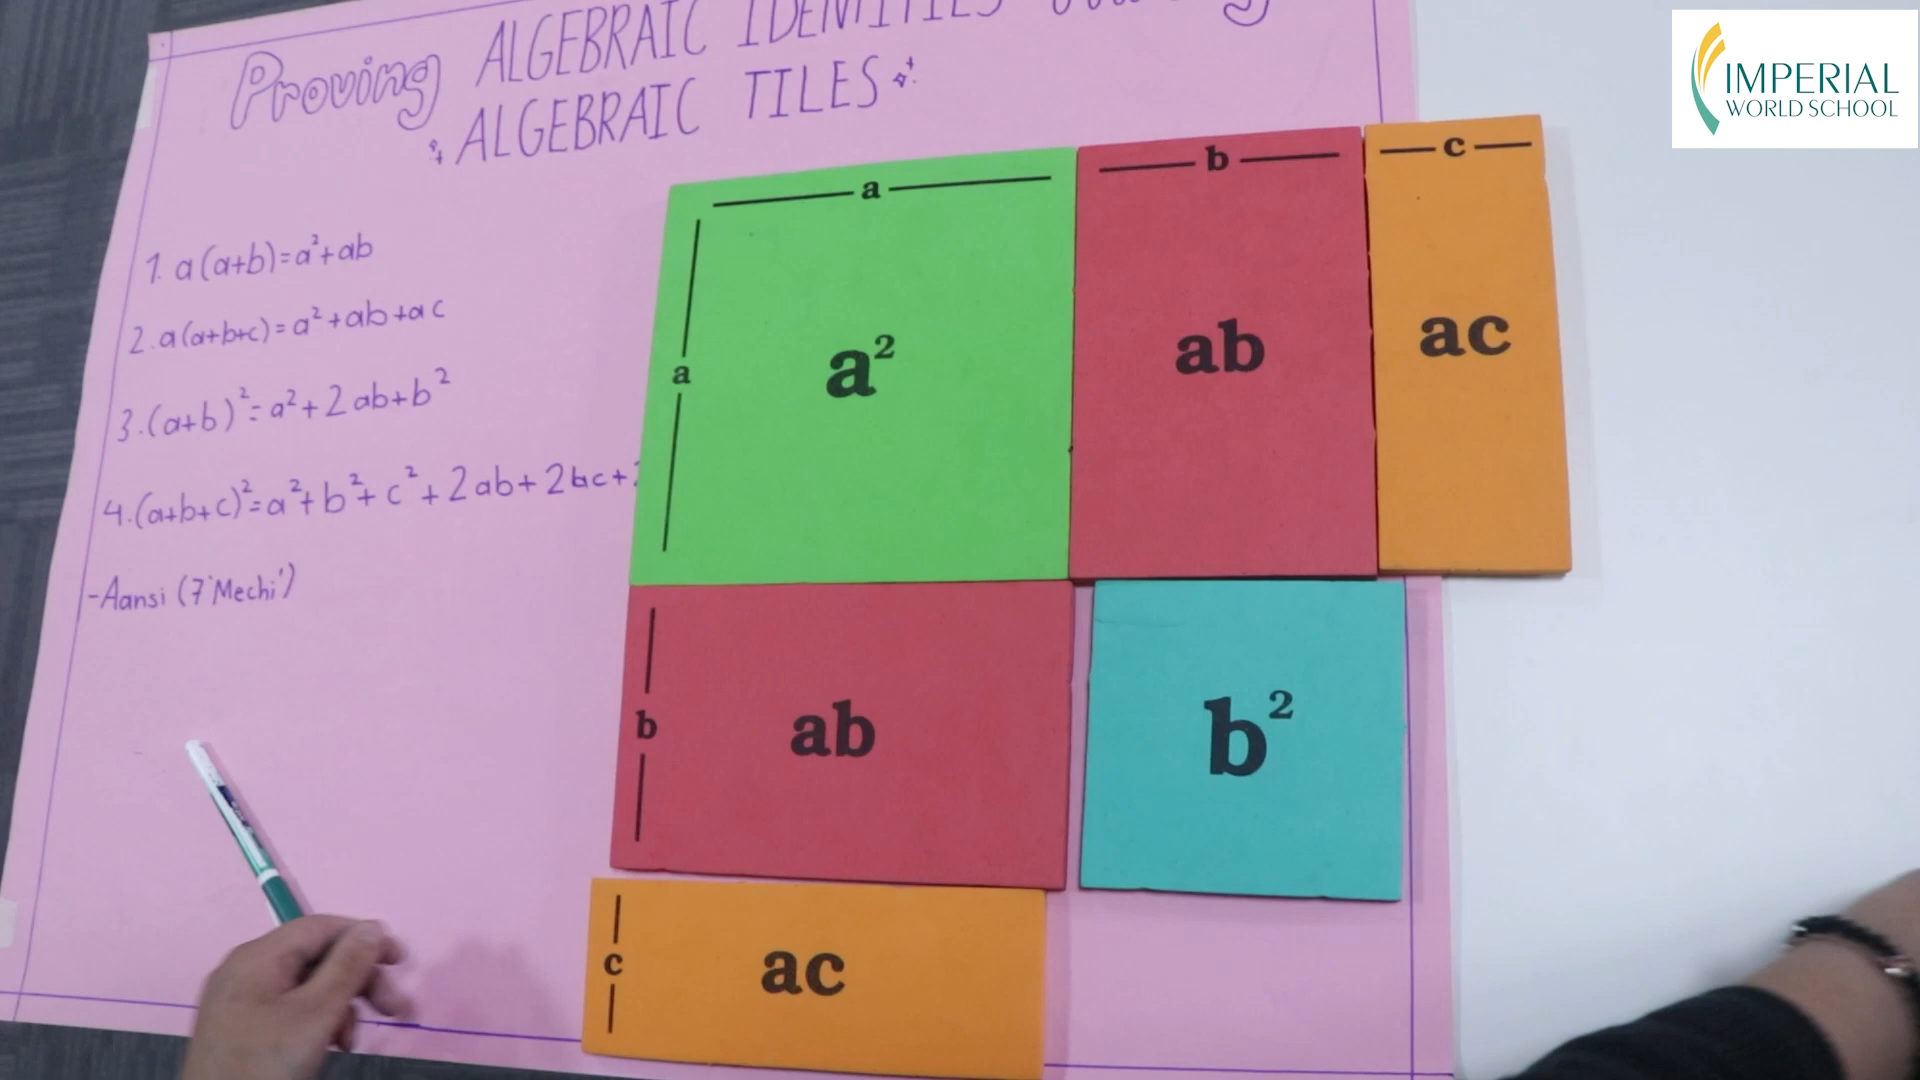 Proving ALGEBRAIC IDENTITIES
ALGEBRAIC TILES
1. a(a+b)=a²+ab
2. a(a+b+c)=a²+ab+ac
3. (a+b)²=a²+2ab+b²
4. (a+b+c)²=a²+b²+c²+2ab+2bc+
-Aansi (7'Mechi')
a
b
c
a
a²
ab
ac
b
ab
b²
c
ac
IMPERIAL
WORLD SCHOOL